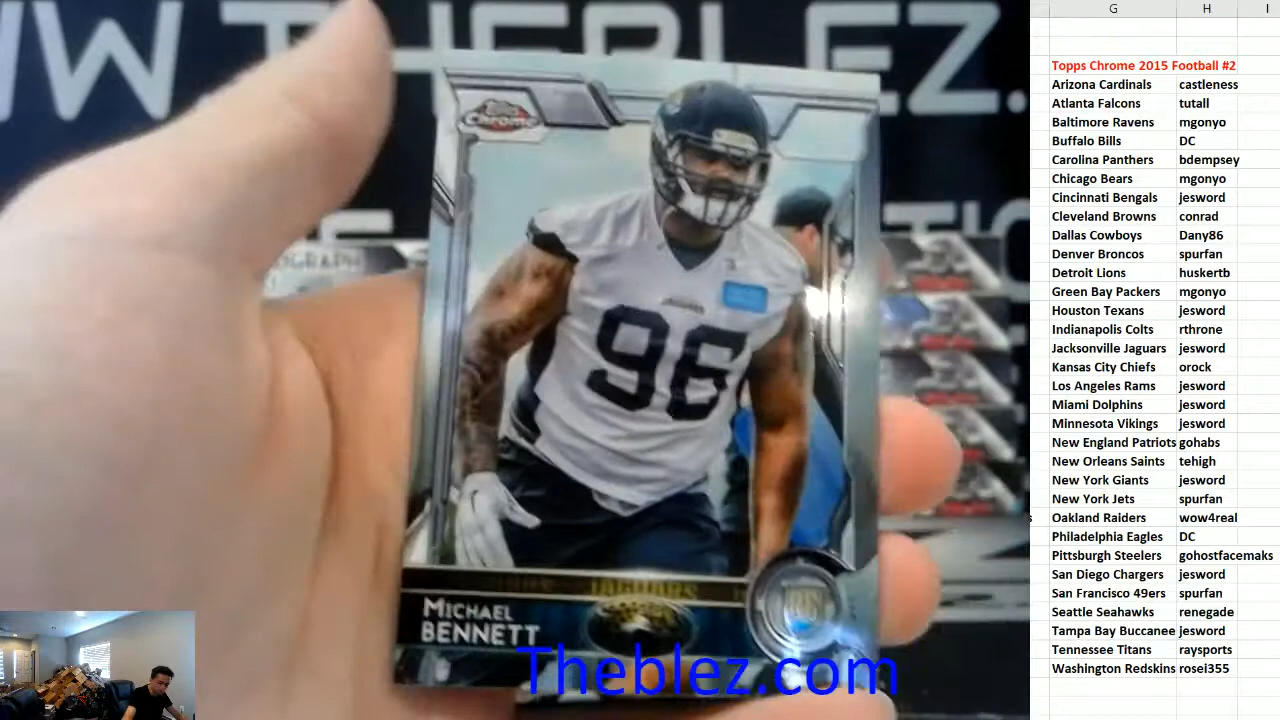 WWW THEBLEZ.
OGRAPH
TIC
Topps
Chrome
96
JAGUARS
MICHAEL
BENNETT
Theblez.com
G H I
Topps Chrome 2015 Football #2
Arizona Cardinals castleness
Atlanta Falcons tutall
Baltimore Ravens mgonyo
Buffalo Bills DC
Carolina Panthers bdempsey
Chicago Bears mgonyo
Cincinnati Bengals jesword
Cleveland Browns conrad
Dallas Cowboys Dany86
Denver Broncos spurfan
Detroit Lions huskertb
Green Bay Packers mgonyo
Houston Texans jesword
Indianapolis Colts rthrone
Jacksonville Jaguars jesword
Kansas City Chiefs orock
Los Angeles Rams jesword
Miami Dolphins jesword
Minnesota Vikings jesword
New England Patriots gohabs
New Orleans Saints tehigh
New York Giants jesword
New York Jets spurfan
Oakland Raiders wow4real
Philadelphia Eagles DC
Pittsburgh Steelers gohostfacemaks
San Diego Chargers jesword
San Francisco 49ers spurfan
Seattle Seahawks renegade
Tampa Bay Buccanee jesword
Tennessee Titans raysports
Washington Redskins rosei355